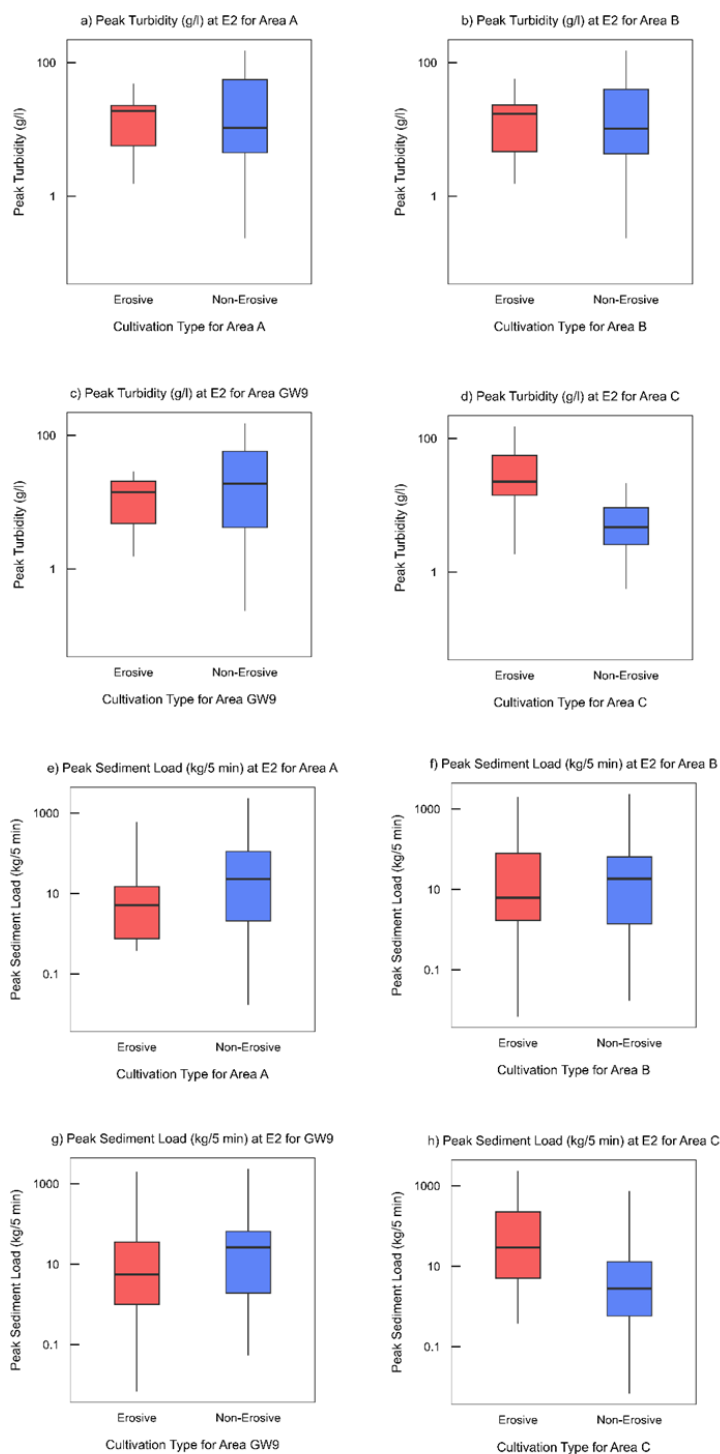 a) Peak Turbidity (g/l) at E2 for Area A
Peak Turbidity (g/l)
100
1
Erosive
Non-Erosive
Cultivation Type for Area A
b) Peak Turbidity (g/l) at E2 for Area B
Peak Turbidity (g/l)
100
1
Erosive
Non-Erosive
Cultivation Type for Area B
c) Peak Turbidity (g/l) at E2 for Area GW9
Peak Turbidity (g/l)
100
1
Erosive
Non-Erosive
Cultivation Type for Area GW9
d) Peak Turbidity (g/l) at E2 for Area C
Peak Turbidity (g/l)
100
1
Erosive
Non-Erosive
Cultivation Type for Area C
e) Peak Sediment Load (kg/5 min) at E2 for Area A
Peak Sediment Load (kg/5 min)
1000
10
0.1
Erosive
Non-Erosive
Cultivation Type for Area A
f) Peak Sediment Load (kg/5 min) at E2 for Area B
Peak Sediment Load (kg/5 min)
1000
10
0.1
Erosive
Non-Erosive
Cultivation Type for Area B
g) Peak Sediment Load (kg/5 min) at E2 for GW9
Peak Sediment Load (kg/5 min)
1000
10
0.1
Erosive
Non-Erosive
Cultivation Type for Area GW9
h) Peak Sediment Load (kg/5 min) at E2 for Area C
Peak Sediment Load (kg/5 min)
1000
10
0.1
Erosive
Non-Erosive
Cultivation Type for Area C